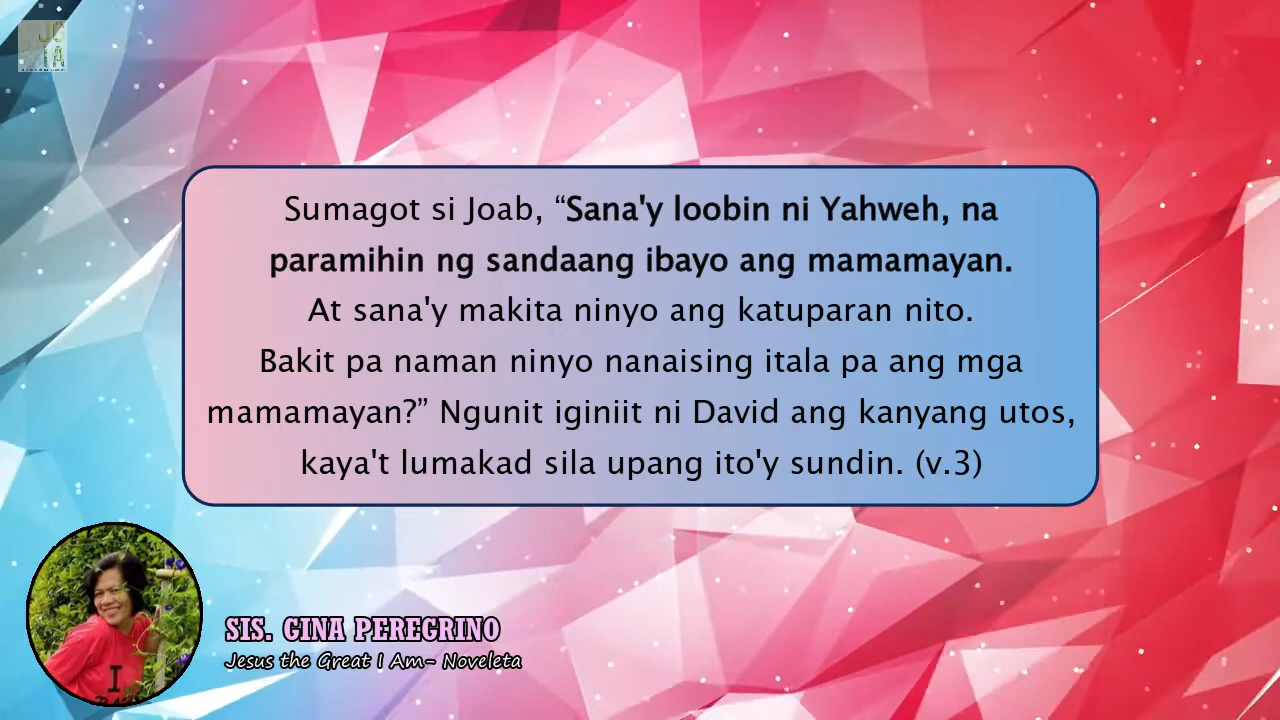 JG
IA
Sumagot si Joab, “Sana'y loobin ni Yahweh, na
paramihin ng sandaang ibayo ang mamamayan.
At sana'y makita ninyo ang katuparan nito.
Bakit pa naman ninyo nanaising itala pa ang mga
mamamayan?” Ngunit iginiit ni David ang kanyang utos,
kaya't lumakad sila upang ito'y sundin. (v.3)
I
SIS. GINA PEREGRINO
Jesus the Great I Am- Noveleta